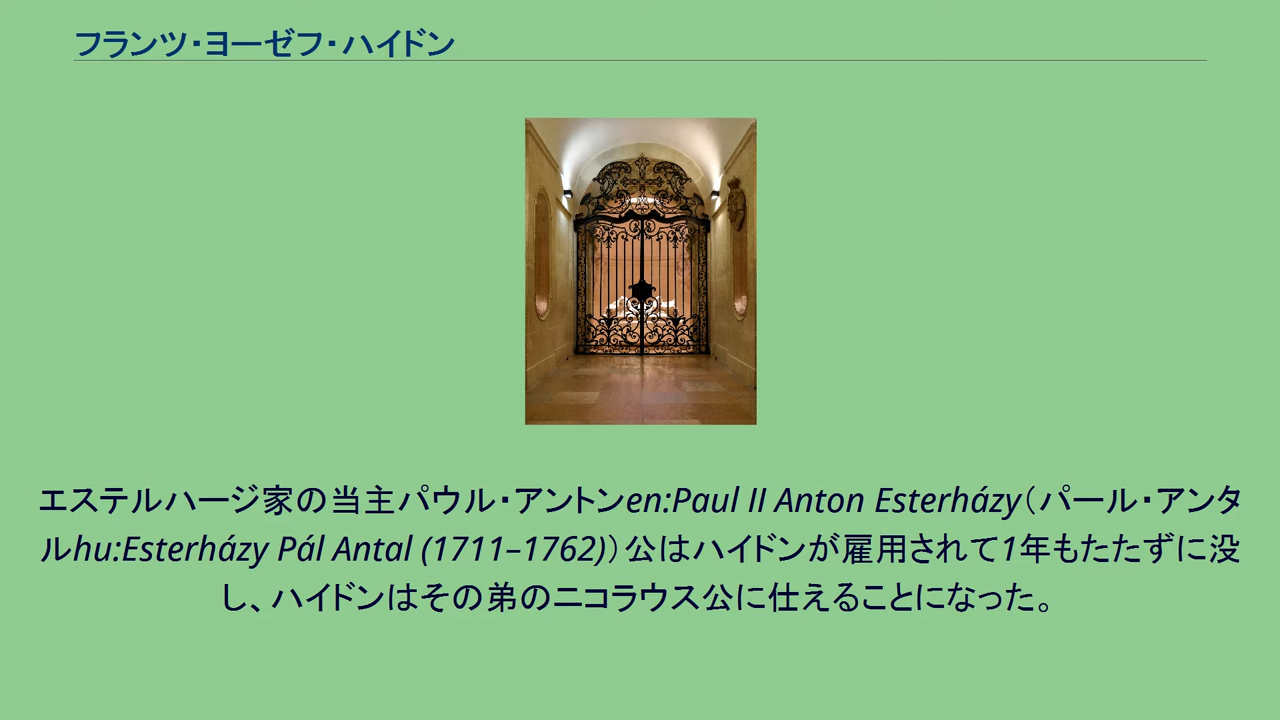 フランツ・ヨーゼフ・ハイドン
エステルハージ家の当主パウル・アントンen:Paul II Anton Esterházy（パール・アンタ
ルhu:Esterházy Pál Antal (1711–1762)）公はハイドンが雇用されて1年もたたずに没
し、ハイドンはその弟のニコラウス公に仕えることになった。